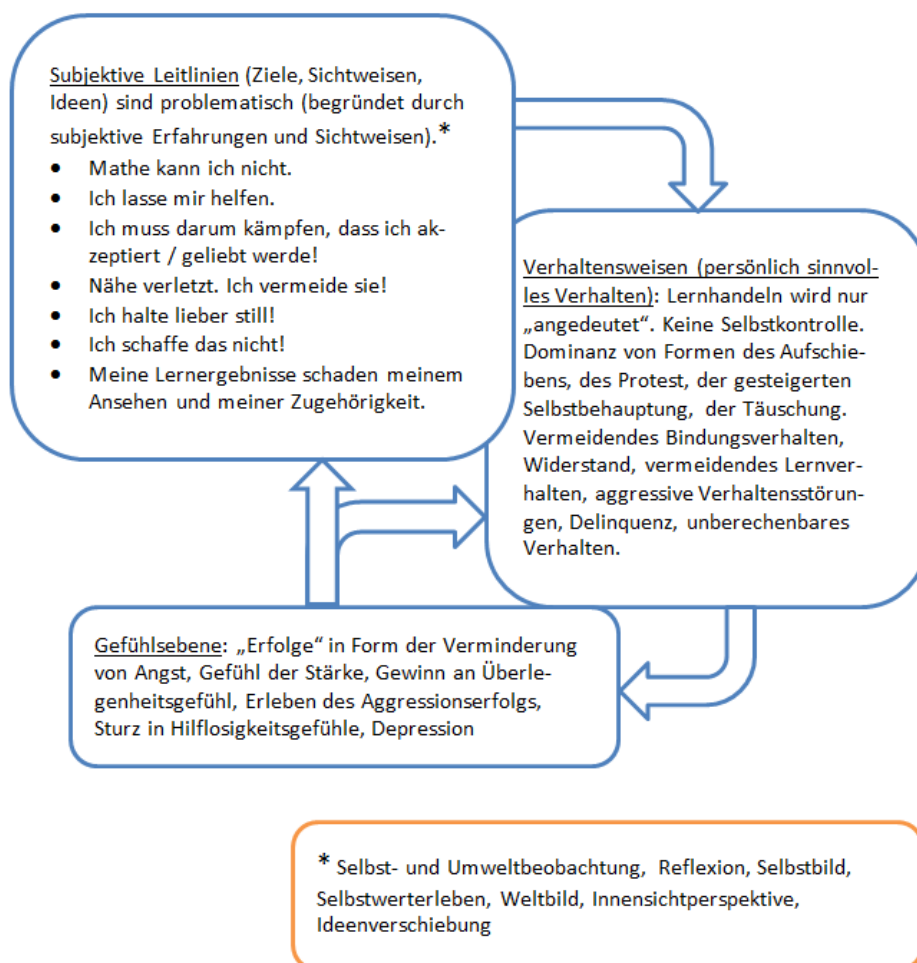 Subjektive Leitlinien (Ziele, Sichtweisen,
Ideen) sind problematisch (begründet durch
subjektive Erfahrungen und Sichtweisen).*
• Mathe kann ich nicht.
• Ich lasse mir helfen.
• Ich muss darum kämpfen, dass ich ak-
zeptiert / geliebt werde!
• Nähe verletzt. Ich vermeide sie!
• Ich halte lieber still!
• Ich schaffe das nicht!
• Meine Lernergebnisse schaden meinem
Ansehen und meiner Zugehörigkeit.
Verhaltensweisen (persönlich sinnvol-
les Verhalten): Lernhandeln wird nur
„angedeutet“. Keine Selbstkontrolle.
Dominanz von Formen des Aufschie-
bens, des Protest, der gesteigerten
Selbstbehauptung, der Täuschung.
Vermeidendes Bindungsverhalten,
Widerstand, vermeidendes Lernver-
halten, aggressive Verhaltensstörun-
gen, Delinquenz, unberechenbares
Verhalten.
Gefühlsebene: „Erfolge“ in Form der Verminderung
von Angst, Gefühl der Stärke, Gewinn an Überle-
genheitsgefühl, Erleben des Aggressionserfolgs,
Sturz in Hilflosigkeitsgefühle, Depression
* Selbst- und Umweltbeobachtung, Reflexion, Selbstbild,
Selbstwerterleben, Weltbild, Innensichtperspektive,
Ideenverschiebung